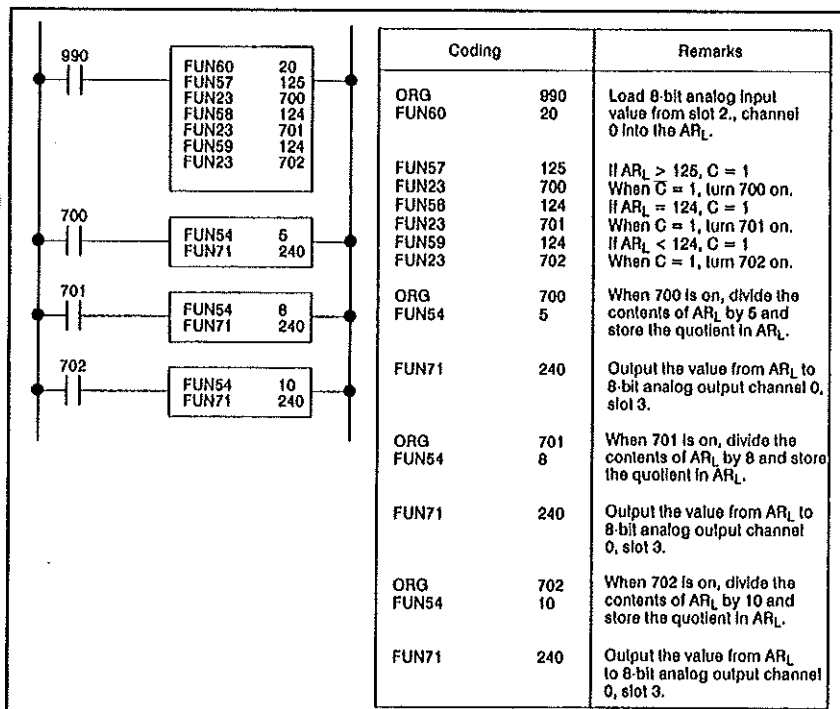 990
FUN60 20
FUN57 125
FUN23 700
FUN58 124
FUN23 701
FUN59 124
FUN23 702
700
FUN54 5
FUN71 240
701
FUN54 8
FUN71 240
702
FUN54 10
FUN71 240
Coding Remarks
ORG 990 Load 8-bit analog input
FUN60 20 value from slot 2., channel
0 into the ARL.
FUN57 125 If ARL > 125, C = 1
FUN23 700 When C = 1, turn 700 on.
FUN58 124 If ARL = 124, C = 1
FUN23 701 When C = 1, turn 701 on.
FUN59 124 If ARL < 124, C = 1
FUN23 702 When C = 1, turn 702 on.
ORG 700 When 700 is on, divide the
FUN54 5 contents of ARL by 5 and
store the quotient in ARL.
FUN71 240 Output the value from ARL to
8-bit analog output channel 0,
slot 3.
ORG 701 When 701 is on, divide the
FUN54 8 contents of ARL by 8 and store
the quotient in ARL.
FUN71 240 Output the value from ARL to
8-bit analog output channel
0, slot 3.
ORG 702 When 702 is on, divide the
FUN54 10 contents of ARL by 10 and
store the quotient in ARL.
FUN71 240 Output the value from ARL
to 8-bit analog output channel
0, slot 3.